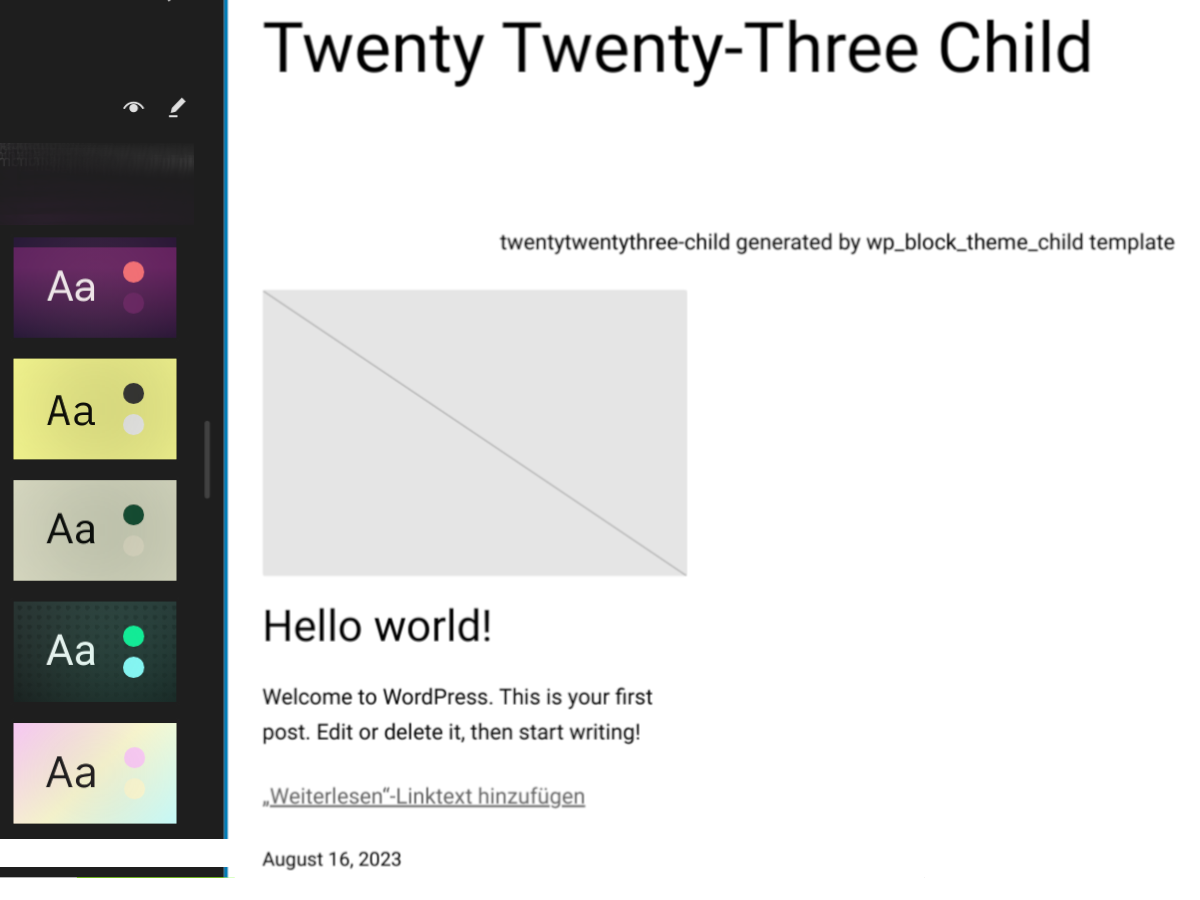 Twenty Twenty-Three Child
twentytwentythree-child generated by wp_block_theme_child template
Aa
Aa
Aa
Aa
Aa
Hello world!
Welcome to WordPress. This is your first
post. Edit or delete it, then start writing!
„Weiterlesen“-Linktext hinzufügen
August 16, 2023